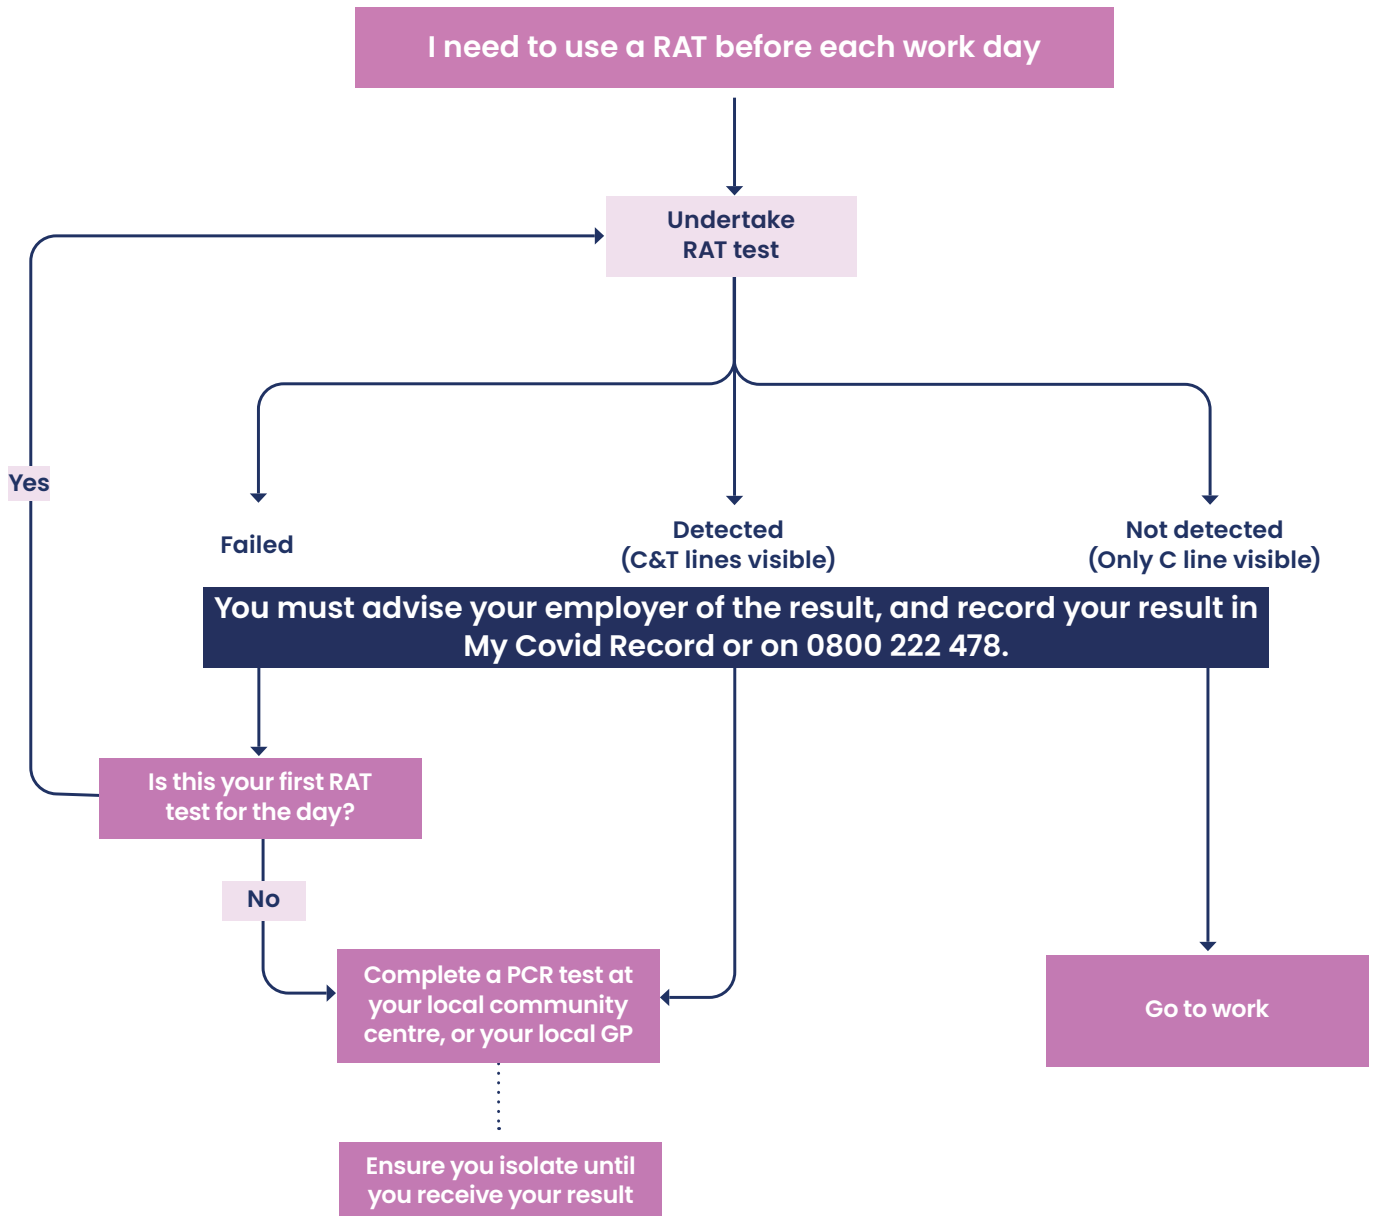 I need to use a RAT before each work day
Undertake
RAT test
Yes
Failed
Detected
(C&T lines visible)
Not detected
(Only C line visible)
You must advise your employer of the result, and record your result in
My Covid Record or on 0800 222 478.
Is this your first RAT
test for the day?
No
Complete a PCR test at
your local community
centre, or your local GP
Go to work
Ensure you isolate until
you receive your result